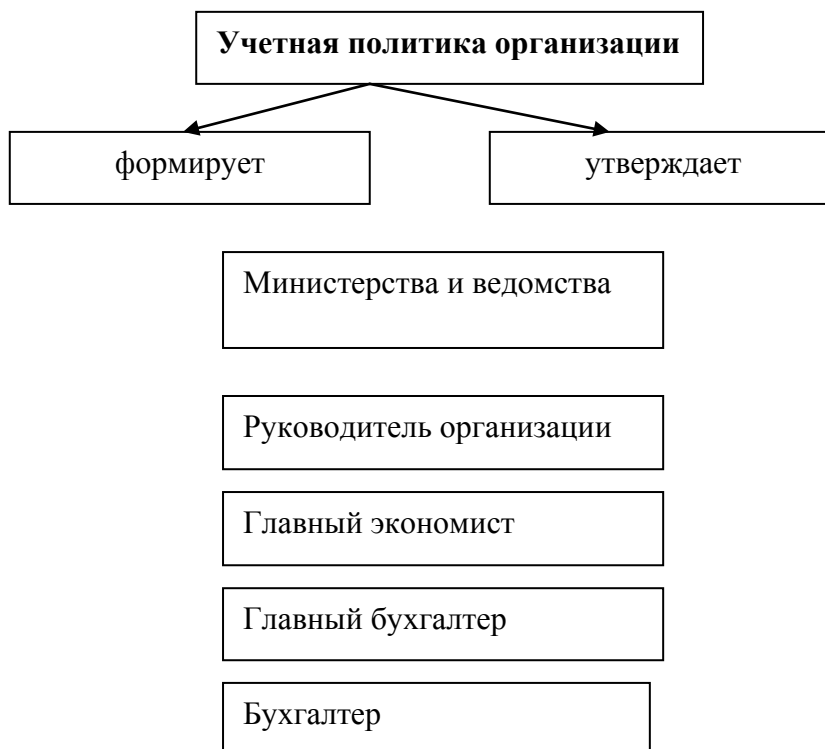 Учетная политика организации
формирует
утверждает
Министерства и ведомства
Руководитель организации
Главный экономист
Главный бухгалтер
Бухгалтер